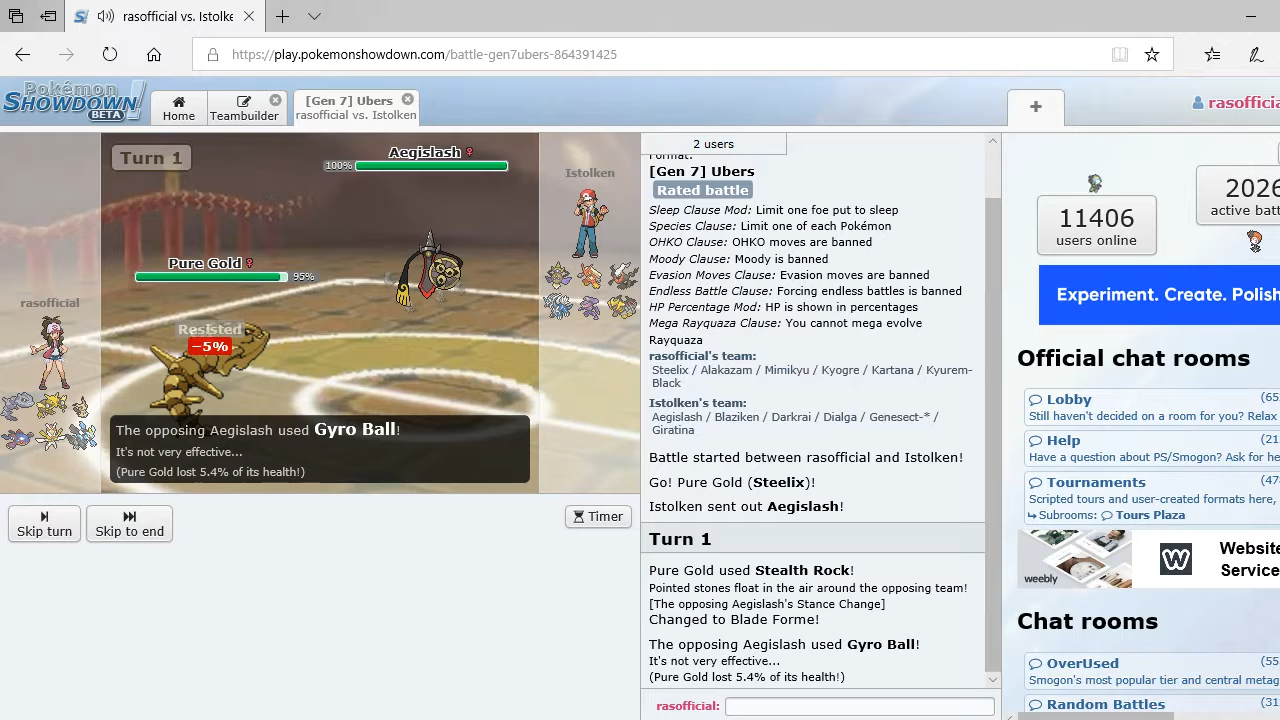 rasofficial vs. Istolke
https://play.pokemonshowdown.com/battle-gen7ubers-864391425
Pokémon
SHOWDOWN!
BETA
Home
Teambuilder
[Gen 7] Ubers
rasofficial vs. Istolken
+
rasofficia
Turn 1
Aegislash ♀
100%
Istolken
Pure Gold ♀
95%
rasofficial
Resisted
−5%
The opposing Aegislash used Gyro Ball!
It's not very effective...
(Pure Gold lost 5.4% of its health!)
Skip turn
Skip to end
Timer
2 users
Format:
[Gen 7] Ubers
Rated battle
Sleep Clause Mod: Limit one foe put to sleep
Species Clause: Limit one of each Pokémon
OHKO Clause: OHKO moves are banned
Moody Clause: Moody is banned
Evasion Moves Clause: Evasion moves are banned
Endless Battle Clause: Forcing endless battles is banned
HP Percentage Mod: HP is shown in percentages
Mega Rayquaza Clause: You cannot mega evolve
Rayquaza
rasofficial's team:
Steelix / Alakazam / Mimikyu / Kyogre / Kartana / Kyurem-
Black
Istolken's team:
Aegislash / Blaziken / Darkrai / Dialga / Genesect-* /
Giratina
Battle started between rasofficial and Istolken!
Go! Pure Gold (Steelix)!
Istolken sent out Aegislash!
Turn 1
Pure Gold used Stealth Rock!
Pointed stones float in the air around the opposing team!
[The opposing Aegislash's Stance Change]
Changed to Blade Forme!
The opposing Aegislash used Gyro Ball!
It's not very effective...
(Pure Gold lost 5.4% of its health!)
rasofficial:
11406
users online
2026
active batt
Experiment. Create. Polish
Official chat rooms
Lobby (65
Still haven't decided on a room for you? Relax
Help (21
Have a question about PS/Smogon? Ask for he
Tournaments (47
Scripted tours and user-created formats here,
↳ Subrooms: Tours Plaza
weebly
W
Website
Service
Chat rooms
OverUsed (55
Smogon's most popular tier and central metag
Random Battles (31